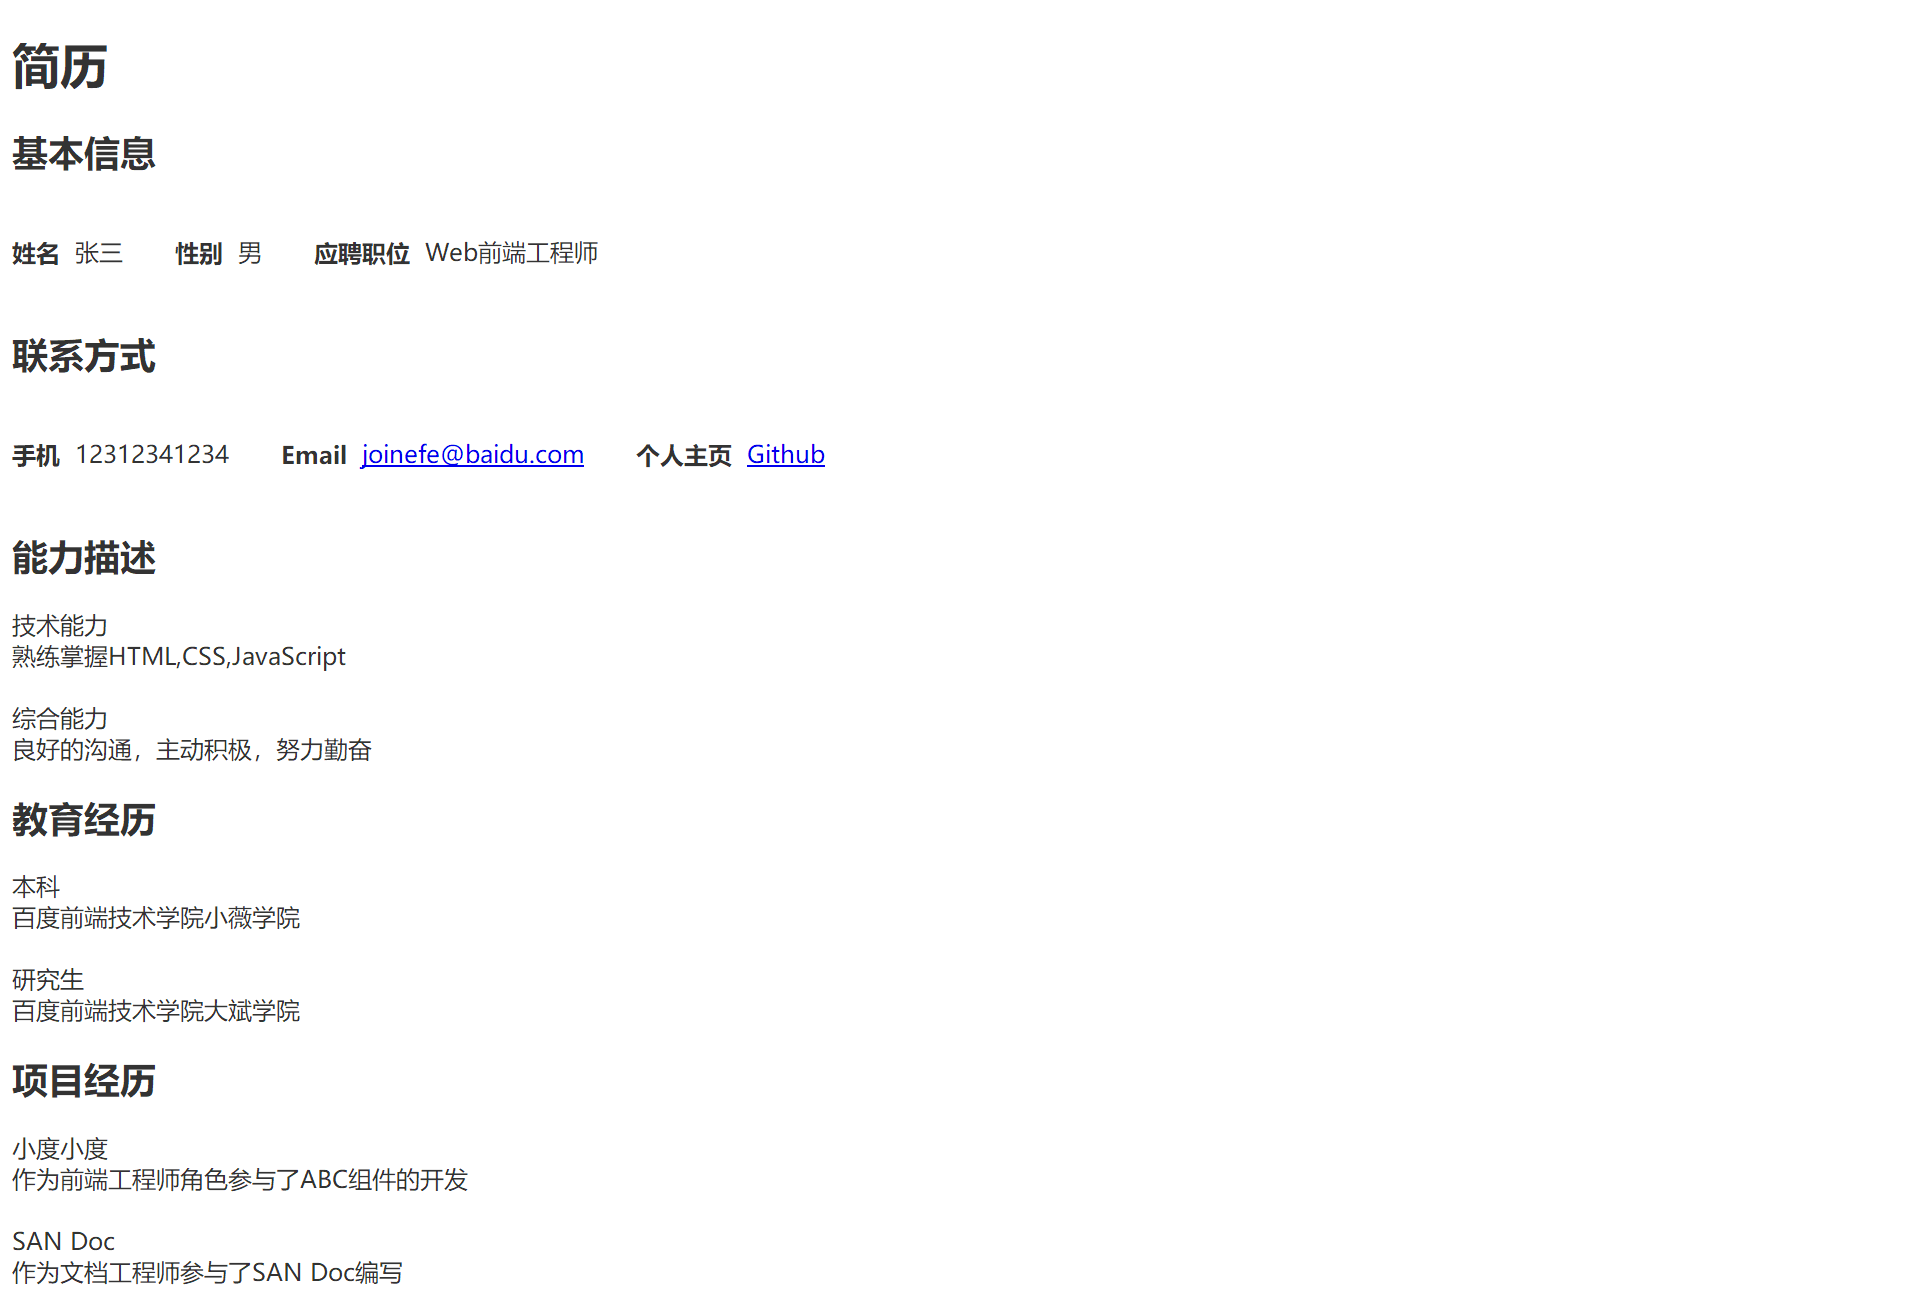 简历
基本信息
姓名 张三 性别 男 应聘职位 Web前端工程师
联系方式
手机 12312341234 Email joinefe@baidu.com 个人主页 Github
能力描述
技术能力
熟练掌握HTML,CSS,JavaScript
综合能力
良好的沟通，主动积极，努力勤奋
教育经历
本科
百度前端技术学院小薇学院
研究生
百度前端技术学院大斌学院
项目经历
小度小度
作为前端工程师角色参与了ABC组件的开发
SAN Doc
作为文档工程师参与了SAN Doc编写